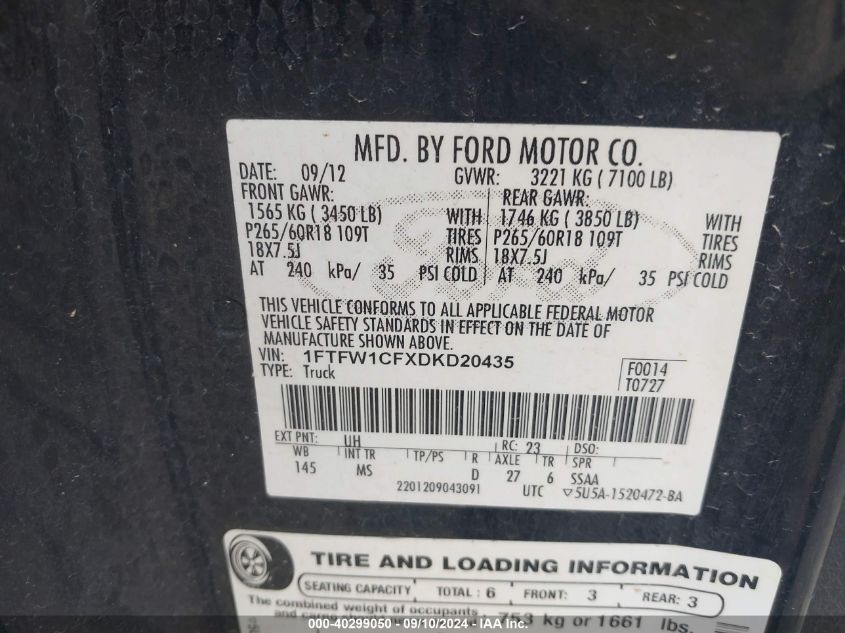 MFD. BY FORD MOTOR CO.
DATE: 09/12 GVWR: 3221 KG ( 7100 LB)
FRONT GAWR: REAR GAWR:
1565 KG ( 3450 LB) WITH 1746 KG ( 3850 LB) WITH
P265/60R18 109T TIRES P265/60R18 109T TIRES
18X7.5J RIMS 18X7.5J RIMS
AT 240 kPa/ 35 PSI COLD AT 240 kPa/ 35 PSI COLD
THIS VEHICLE CONFORMS TO ALL APPLICABLE FEDERAL MOTOR
VEHICLE SAFETY STANDARDS IN EFFECT ON THE DATE OF
MANUFACTURE SHOWN ABOVE.
VIN: 1FTFW1CFXDKD20435 F0014
TYPE: Truck T0727
EXT PNT: UH RC: 23 DSO:
WB INT TR TP/PS R AXLE TR SPR
145 MS D 27 6 SSAA
2201209043091 UTC ▽5U5A-1520472-BA
TIRE AND LOADING INFORMATION
SEATING CAPACITY TOTAL : 6 FRONT: 3 REAR: 3
The combined weight of occupants
753 kg or 1661 lbs.
-- 40299050 - 09/10/2024 - IAA Inc. --